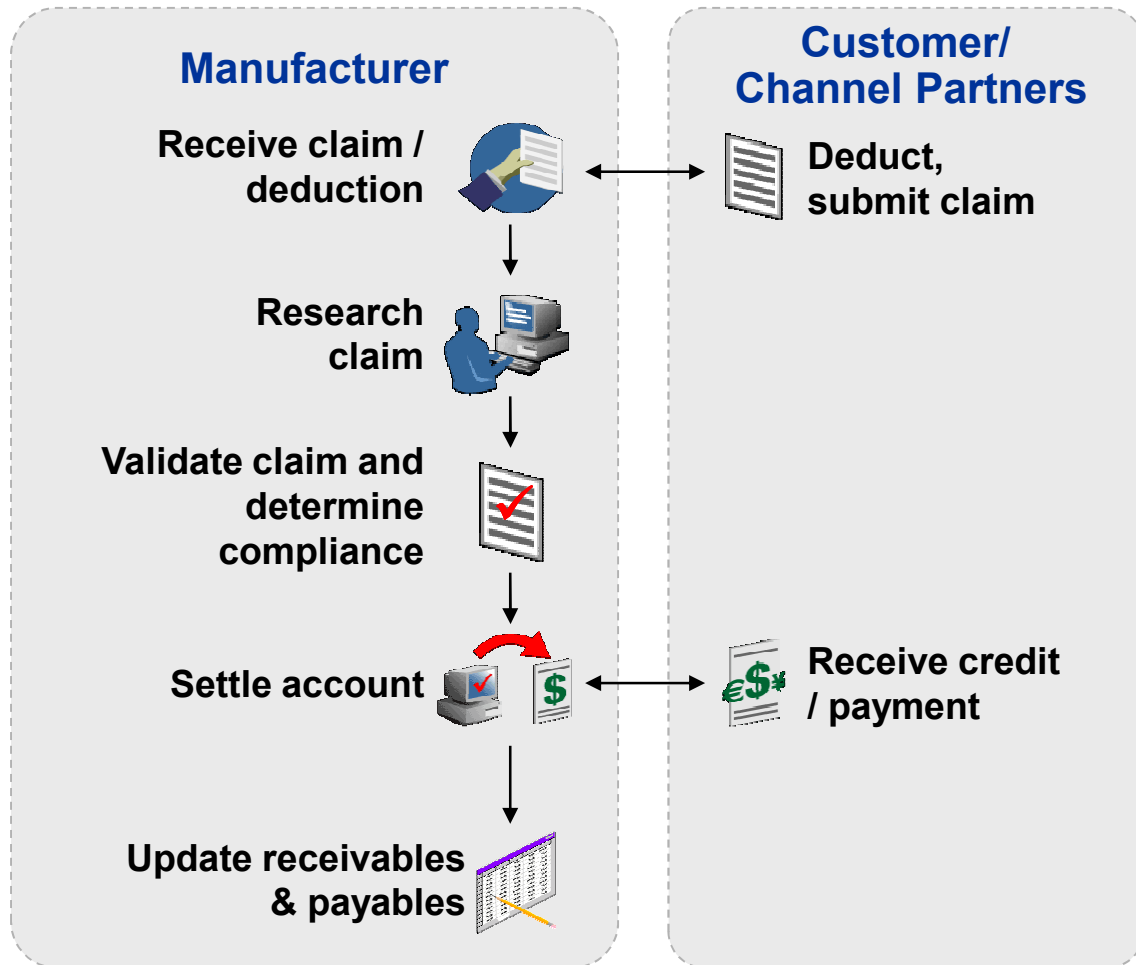 Manufacturer
Customer/
Channel Partners
Receive claim /
deduction
Deduct,
submit claim
Research
claim
Validate claim and
determine
compliance
Settle account
$
€$¥
Receive credit
/ payment
Update receivables
& payables